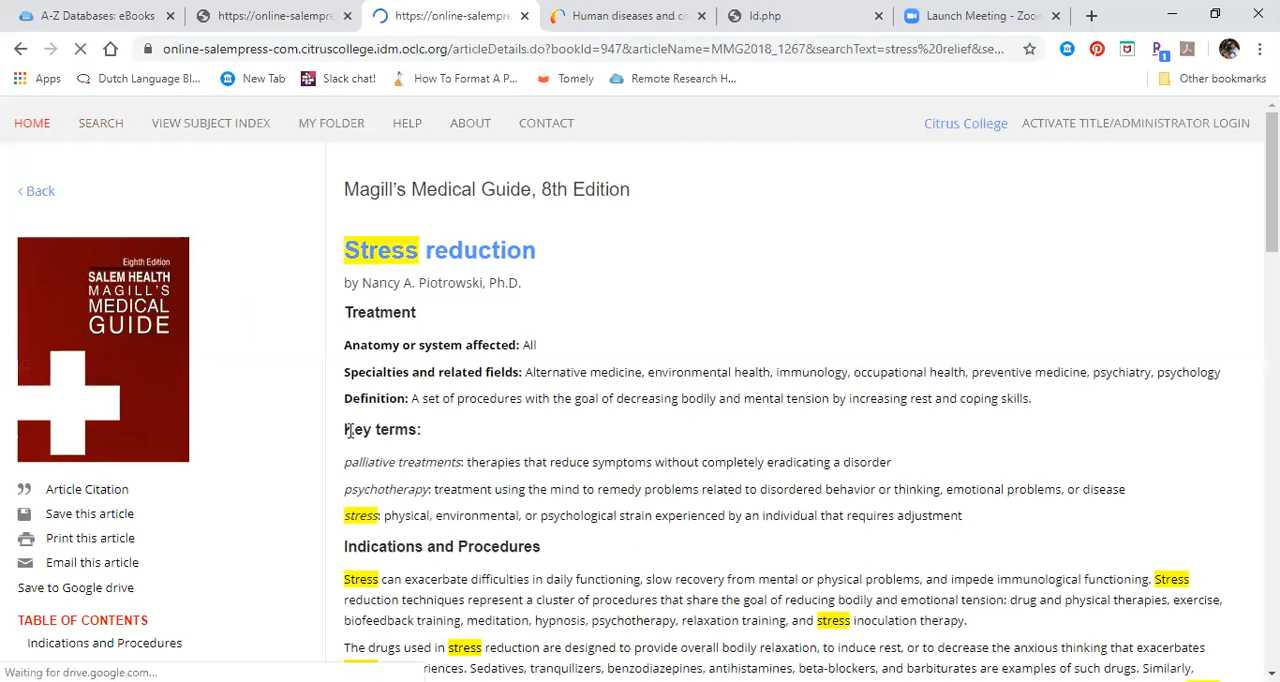 A-Z Databases: eBooks
https://online-salempre
https://online-salempre
Human diseases and co
ld.php
Launch Meeting - Zoo
online-salempress-com.citruscollege.idm.oclc.org/articleDetails.do?bookId=947&articleName=MMG2018_1267&searchText=stress%20relief&se...
Apps
Dutch Language Bl...
New Tab
Slack chat!
How To Format A P...
Tomely
Remote Research H...
Other bookmarks
HOME
SEARCH
VIEW SUBJECT INDEX
MY FOLDER
HELP
ABOUT
CONTACT
Citrus College
ACTIVATE TITLE/ADMINISTRATOR LOGIN
< Back
Eighth Edition
SALEM HEALTH
MAGILL'S
MEDICAL
GUIDE
Article Citation
Save this article
Print this article
Email this article
Save to Google drive
TABLE OF CONTENTS
Indications and Procedures
Waiting for drive.google.com...
Magill's Medical Guide, 8th Edition
Stress reduction
by Nancy A. Piotrowski, Ph.D.
Treatment
Anatomy or system affected: All
Specialties and related fields: Alternative medicine, environmental health, immunology, occupational health, preventive medicine, psychiatry, psychology
Definition: A set of procedures with the goal of decreasing bodily and mental tension by increasing rest and coping skills.
Key terms:
palliative treatments: therapies that reduce symptoms without completely eradicating a disorder
psychotherapy: treatment using the mind to remedy problems related to disordered behavior or thinking, emotional problems, or disease
stress: physical, environmental, or psychological strain experienced by an individual that requires adjustment
Indications and Procedures
Stress can exacerbate difficulties in daily functioning, slow recovery from mental or physical problems, and impede immunological functioning. Stress
reduction techniques represent a cluster of procedures that share the goal of reducing bodily and emotional tension: drug and physical therapies, exercise,
biofeedback training, meditation, hypnosis, psychotherapy, relaxation training, and stress inoculation therapy.
The drugs used in stress reduction are designed to provide overall bodily relaxation, to induce rest, or to decrease the anxious thinking that exacerbates
eriences. Sedatives, tranquilizers, benzodiazepines, antihistamines, beta-blockers, and barbiturates are examples of such drugs. Similarly,